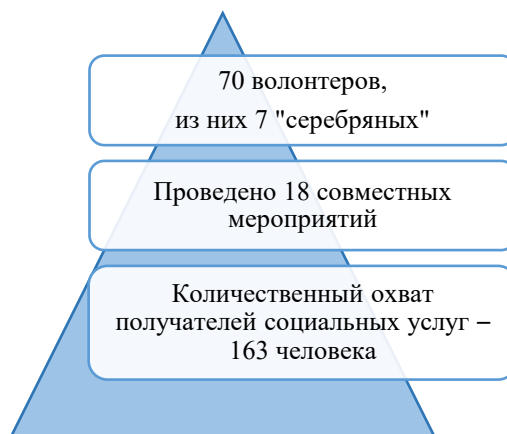 70 волонтеров,
из них 7 "серебряных"
Проведено 18 совместных
мероприятий
Количественный охват
получателей социальных услуг –
163 человека